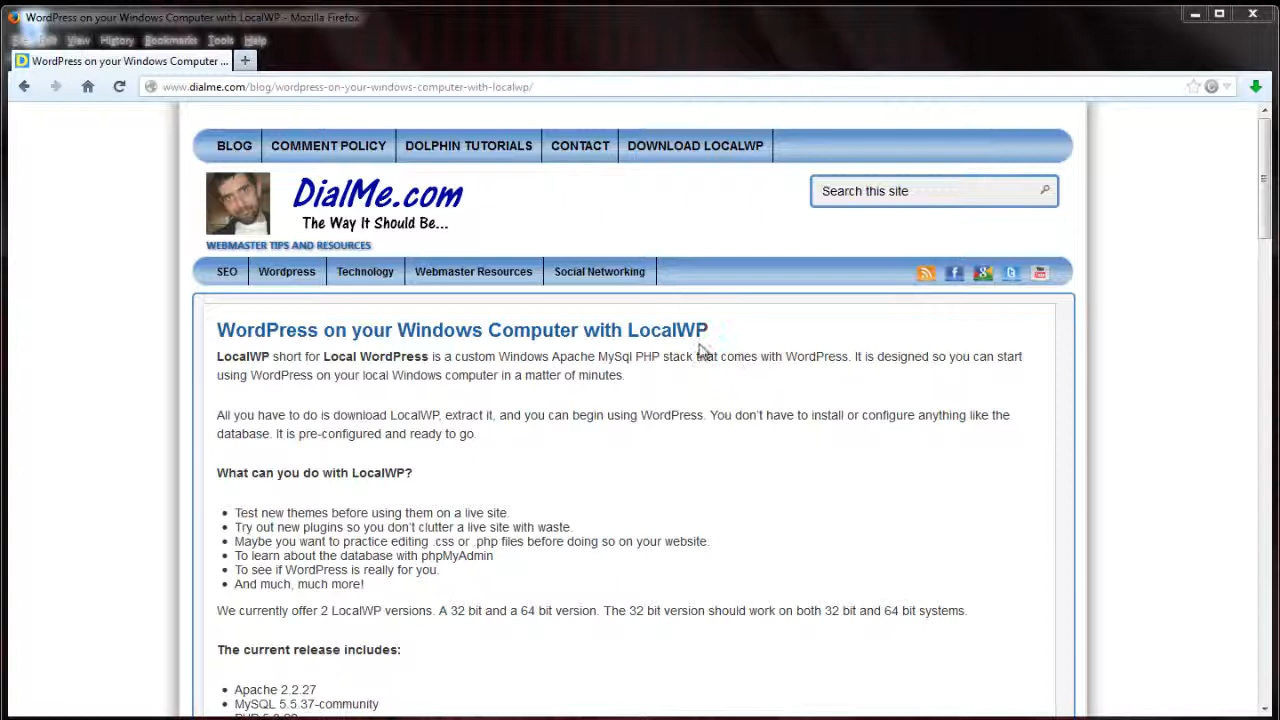 WordPress on your Windows Computer with LocalWP - Mozilla Firefox
File Edit View History Bookmarks Tools Help
WordPress on your Windows Computer ... +
www.dialme.com/blog/wordpress-on-your-windows-computer-with-localwp/
BLOG COMMENT POLICY DOLPHIN TUTORIALS CONTACT DOWNLOAD LOCALWP
DialMe.com
The Way It Should Be...
Search this site
WEBMASTER TIPS AND RESOURCES
SEO Wordpress Technology Webmaster Resources Social Networking
WordPress on your Windows Computer with LocalWP
LocalWP short for Local WordPress is a custom Windows Apache MySql PHP stack that comes with WordPress. It is designed so you can start
using WordPress on your local Windows computer in a matter of minutes.
All you have to do is download LocalWP, extract it, and you can begin using WordPress. You don't have to install or configure anything like the
database. It is pre-configured and ready to go.
What can you do with LocalWP?
• Test new themes before using them on a live site.
• Try out new plugins so you don't clutter a live site with waste.
• Maybe you want to practice editing .css or .php files before doing so on your website.
• To learn about the database with phpMyAdmin
• To see if WordPress is really for you.
• And much, much more!
We currently offer 2 LocalWP versions. A 32 bit and a 64 bit version. The 32 bit version should work on both 32 bit and 64 bit systems.
The current release includes:
• Apache 2.2.27
• MySQL 5.5.37-community